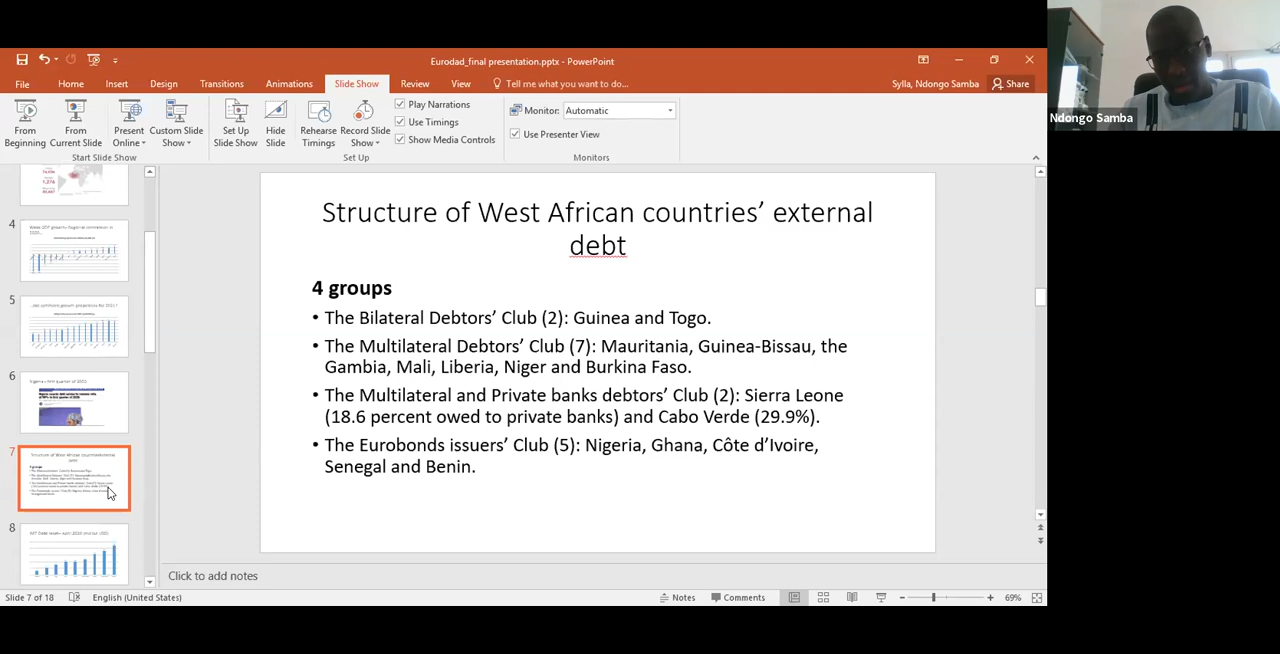 Eurodad_final presentation.pptx - PowerPoint
File Home Insert Design Transitions Animations Slide Show Review View Tell me what you want to do... Sylla, Ndongo Samba Share
From Beginning
From Current Slide
Present Online
Custom Slide Show
Start Slide Show
Set Up Slide Show
Hide Slide
Rehearse Timings
Record Slide Show
Play Narrations
Use Timings
Show Media Controls
Set Up
Monitor: Automatic
Use Presenter View
Monitors
Ndongo Samba
4
5
6
7
8
Structure of West African countries’ external
debt
4 groups
• The Bilateral Debtors’ Club (2): Guinea and Togo.
• The Multilateral Debtors’ Club (7): Mauritania, Guinea-Bissau, the
Gambia, Mali, Liberia, Niger and Burkina Faso.
• The Multilateral and Private banks debtors’ Club (2): Sierra Leone
(18.6 percent owed to private banks) and Cabo Verde (29.9%).
• The Eurobonds issuers’ Club (5): Nigeria, Ghana, Côte d’Ivoire,
Senegal and Benin.
Click to add notes
Slide 7 of 18 English (United States) Notes Comments 69%